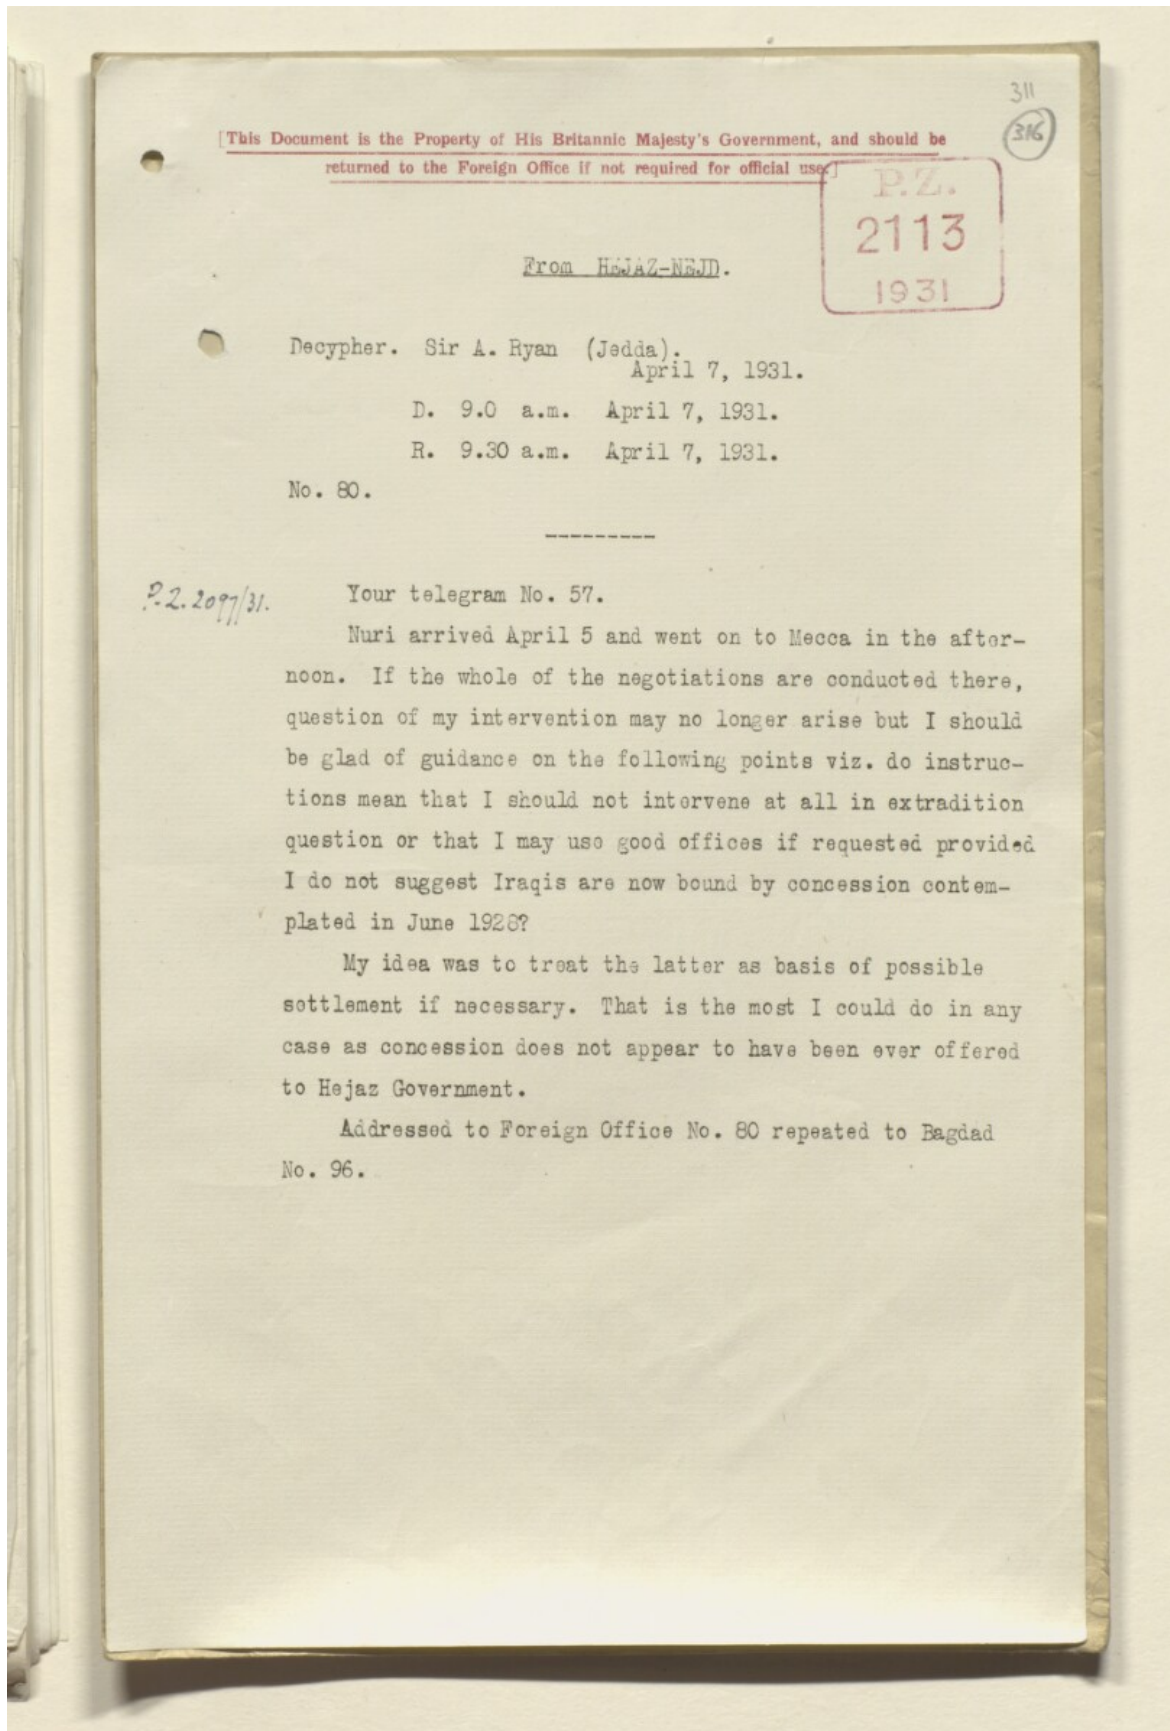 311
316
[This Document is the Property of His Britannic Majesty's Government, and should be
returned to the Foreign Office if not required for official use.]
P.Z.
2113
1931
From HEJAZ-NEJD.
Decypher. Sir A. Ryan (Jedda).
April 7, 1931.
D. 9.0 a.m. April 7, 1931.
R. 9.30 a.m. April 7, 1931.
No. 80.
---------
P.Z. 2097/31.
Your telegram No. 57.
Nuri arrived April 5 and went on to Mecca in the after-
noon. If the whole of the negotiations are conducted there,
question of my intervention may no longer arise but I should
be glad of guidance on the following points viz. do instruc-
tions mean that I should not intervene at all in extradition
question or that I may use good offices if requested provided
I do not suggest Iraqis are now bound by concession contem-
plated in June 1928?
My idea was to treat the latter as basis of possible
settlement if necessary. That is the most I could do in any
case as concession does not appear to have been ever offered
to Hejaz Government.
Addressed to Foreign Office No. 80 repeated to Bagdad
No. 96.